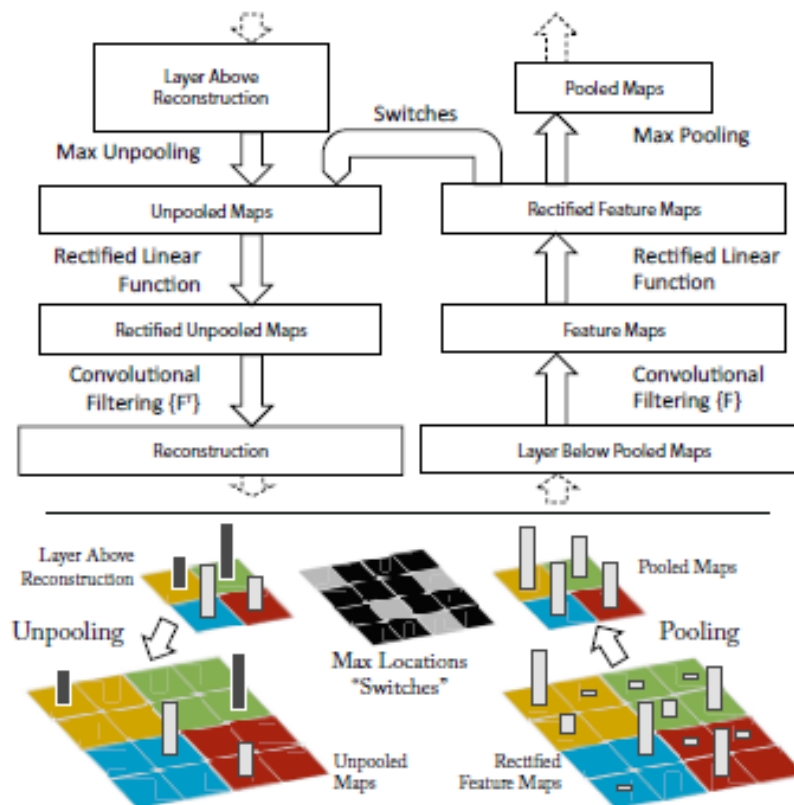 Layer Above
Reconstruction
Pooled Maps
Switches
Max Unpooling
Max Pooling
Unpooled Maps
Rectified Feature Maps
Rectified Linear
Function
Rectified Linear
Function
Rectified Unpooled Maps
Feature Maps
Convolutional
Filtering {Fᵀ}
Convolutional
Filtering {F}
Reconstruction
Layer Below Pooled Maps
Layer Above
Reconstruction
Pooled Maps
Unpooling
Pooling
Max Locations
"Switches"
Unpooled
Maps
Rectified
Feature Maps